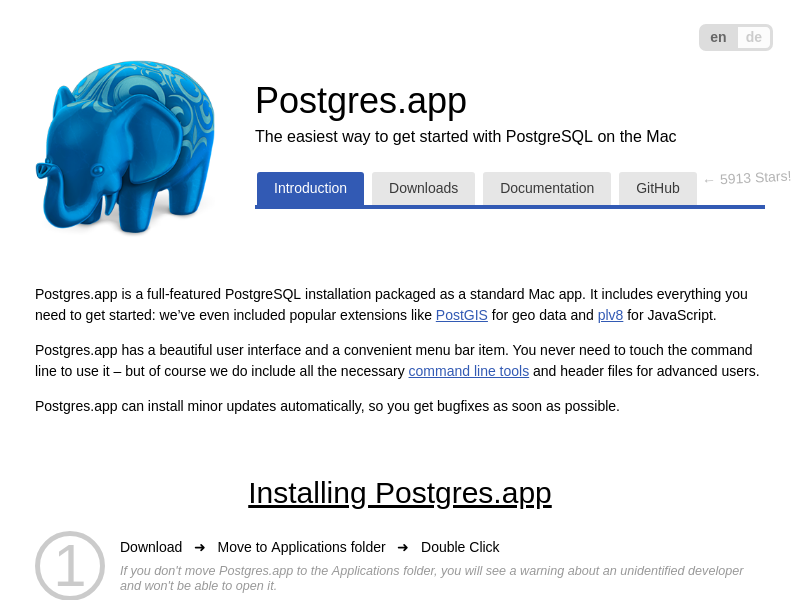 en de
Postgres.app
The easiest way to get started with PostgreSQL on the Mac
Introduction Downloads Documentation GitHub ← 5913 Stars!
Postgres.app is a full-featured PostgreSQL installation packaged as a standard Mac app. It includes everything you
need to get started: we’ve even included popular extensions like PostGIS for geo data and plv8 for JavaScript.
Postgres.app has a beautiful user interface and a convenient menu bar item. You never need to touch the command
line to use it – but of course we do include all the necessary command line tools and header files for advanced users.
Postgres.app can install minor updates automatically, so you get bugfixes as soon as possible.
Installing Postgres.app
1
Download ➜ Move to Applications folder ➜ Double Click
If you don't move Postgres.app to the Applications folder, you will see a warning about an unidentified developer
and won't be able to open it.